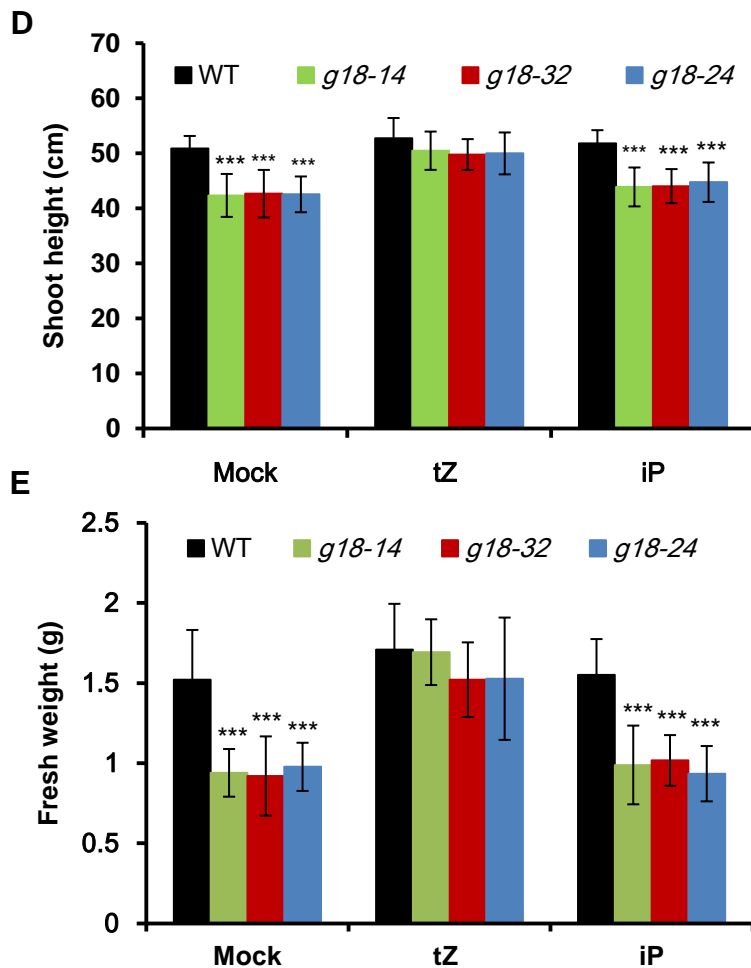 D
70
WT g18-14 g18-32 g18-24
60
50
40
30
20
10
0
Shoot height (cm)
*** *** ***
*** *** ***
Mock tZ iP
E
2.5
WT g18-14 g18-32 g18-24
2
1.5
1
0.5
0
Fresh weight (g)
*** *** ***
*** *** ***
Mock tZ iP